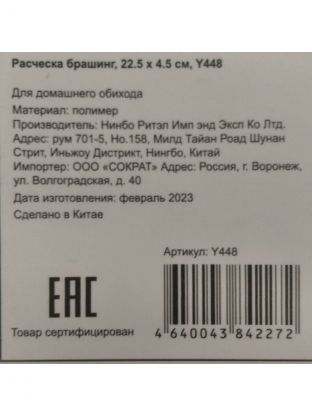 Расческа брашинг, 22.5 x 4.5 см, Y448
Для домашнего обихода
Материал: полимер
Производитель: Нинбо Ритэл Имп энд Эксп Ко Лтд.
Адрес: рум 701-5, Но.158, Милд Тайан Роад Шунан
Стрит, Иньжоу Дистрикт, Нингбо, Китай
Импортер: ООО «СОКРАТ» Адрес: Россия, г. Воронеж,
ул. Волгоградская, д. 40
Дата изготовления: февраль 2023
Сделано в Китае
Артикул: Y448
EAC
Товар сертифицирован
4 640043 842272